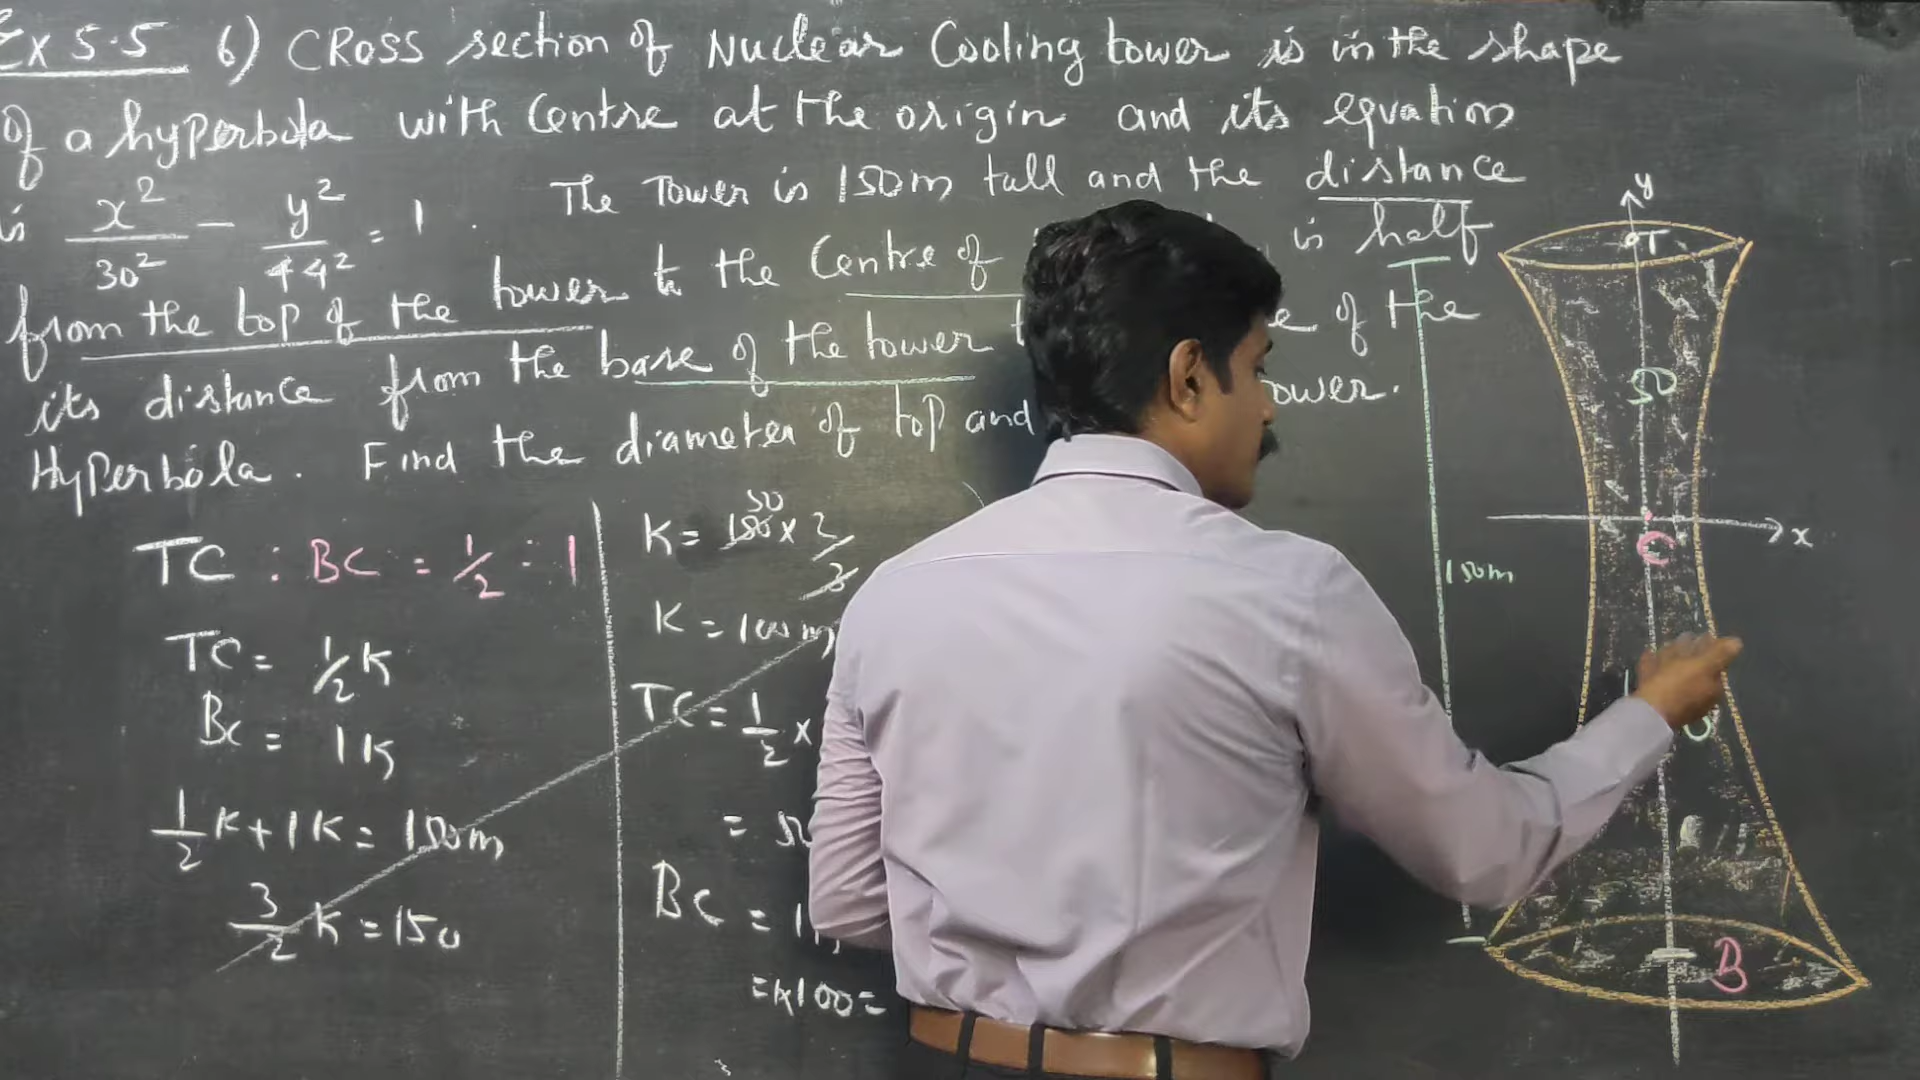 Ex 5.5 6) CROSS section of Nuclear Cooling tower is in the shape
of a hyperbola with Centre at the origin and its equation
is x²/30² - y²/44² = 1. The Tower is 150m tall and the distance
from the top of the tower to the Centre of is half
its distance from the base of the tower of the
Hyperbola. Find the diameter of top and ower.
TC : BC = 1/2 : 1
TC = 1/2 K
BC = 1K
1/2 K + 1K = 150m
3/2 K = 150
K = 150 × 2/3
50
K = 100m
TC = 1/2 ×
BC =
= 1×100 =
y
T
50
x
C
150m
B